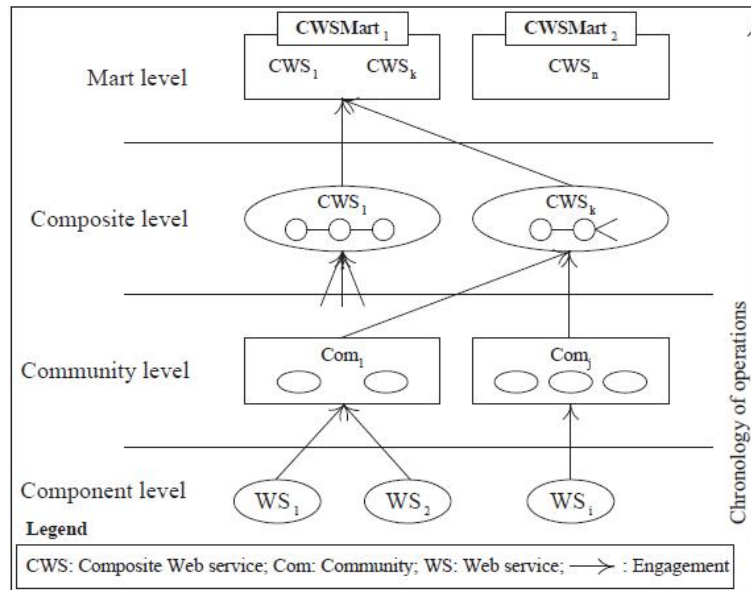 CWSMart₁ CWSMart₂
Mart level CWS₁ CWSₖ CWSₙ
Composite level CWS₁ CWSₖ
Community level Com₁ Comⱼ
Component level WS₁ WS₂ WSᵢ
Chronology of operations
Legend
CWS: Composite Web service; Com: Community; WS: Web service; : Engagement